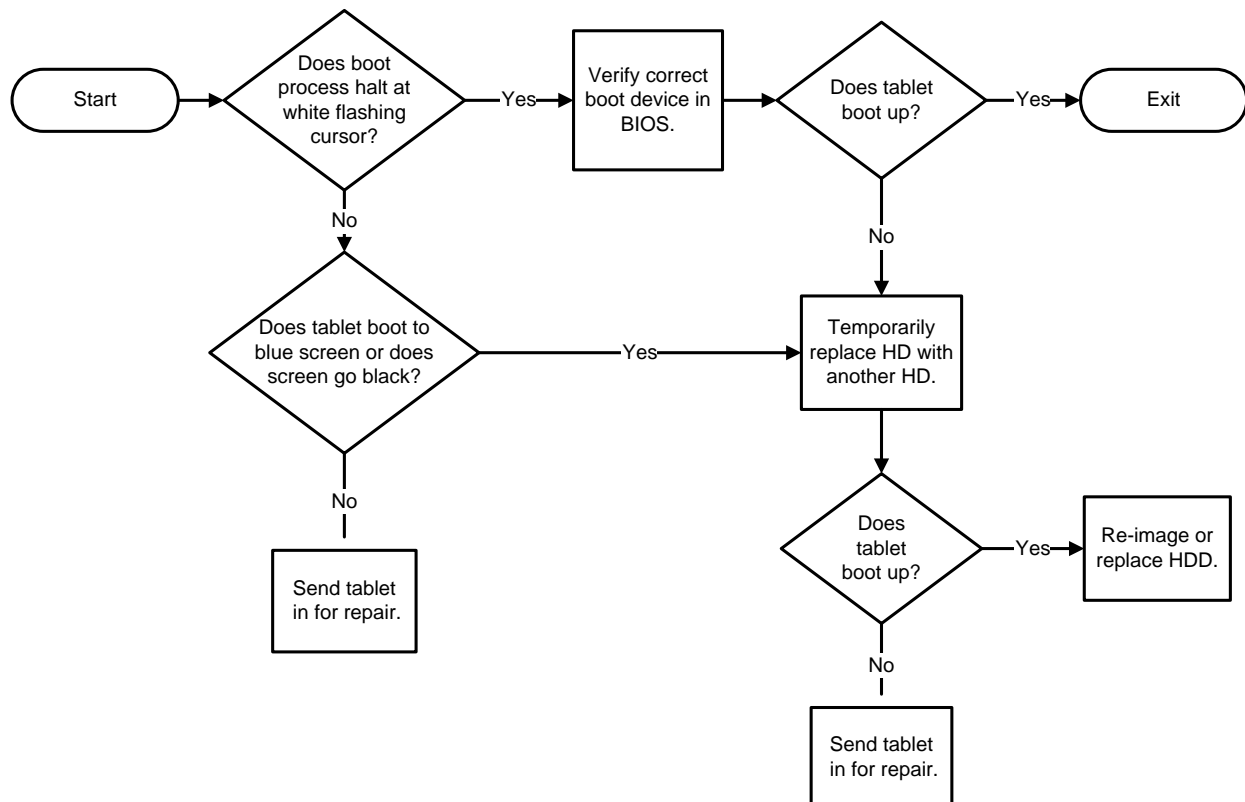 Start
Does boot
process halt at
white flashing
cursor?
Yes
Verify correct
boot device in
BIOS.
Does tablet
boot up?
Yes
Exit
No
No
Does tablet boot to
blue screen or does
screen go black?
Yes
Temporarily
replace HD with
another HD.
No
Send tablet
in for repair.
Does
tablet
boot up?
Yes
Re-image or
replace HDD.
No
Send tablet
in for repair.